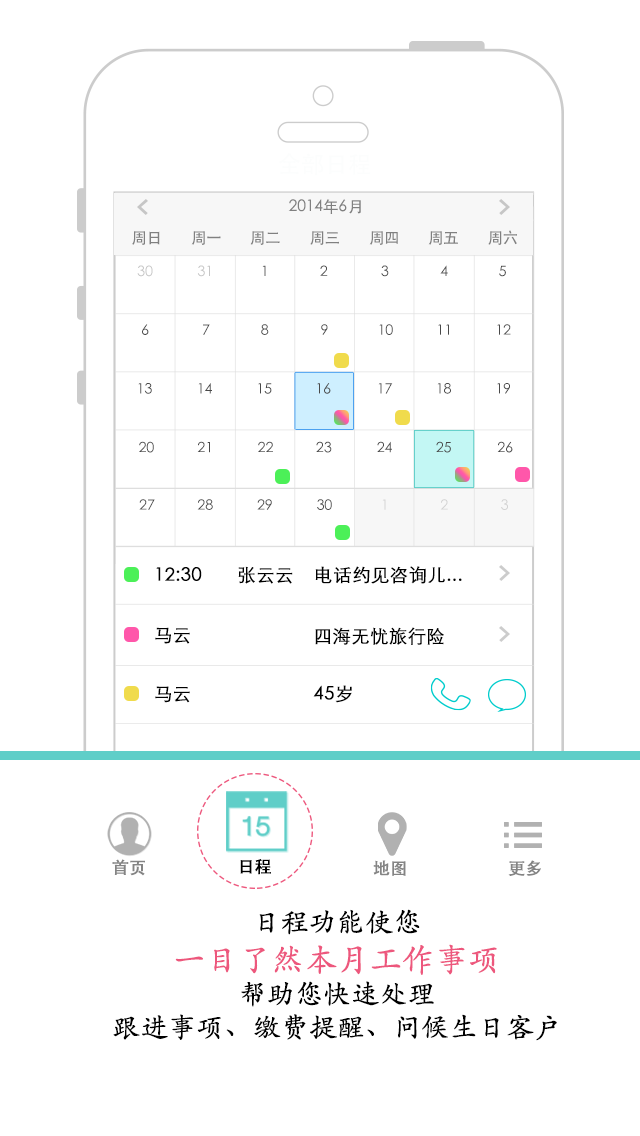 2014年6月
周日 周一 周二 周三 周四 周五 周六
30 31 1 2 3 4 5
6 7 8 9 10 11 12
13 14 15 16 17 18 19
20 21 22 23 24 25 26
27 28 29 30 1 2 3
12:30 张云云 电话约见咨询儿...
马云 四海无忧旅行险
马云 45岁
15
首页 日程 地图 更多
日程功能使您
一目了然本月工作事项
帮助您快速处理
跟进事项、缴费提醒、问候生日客户